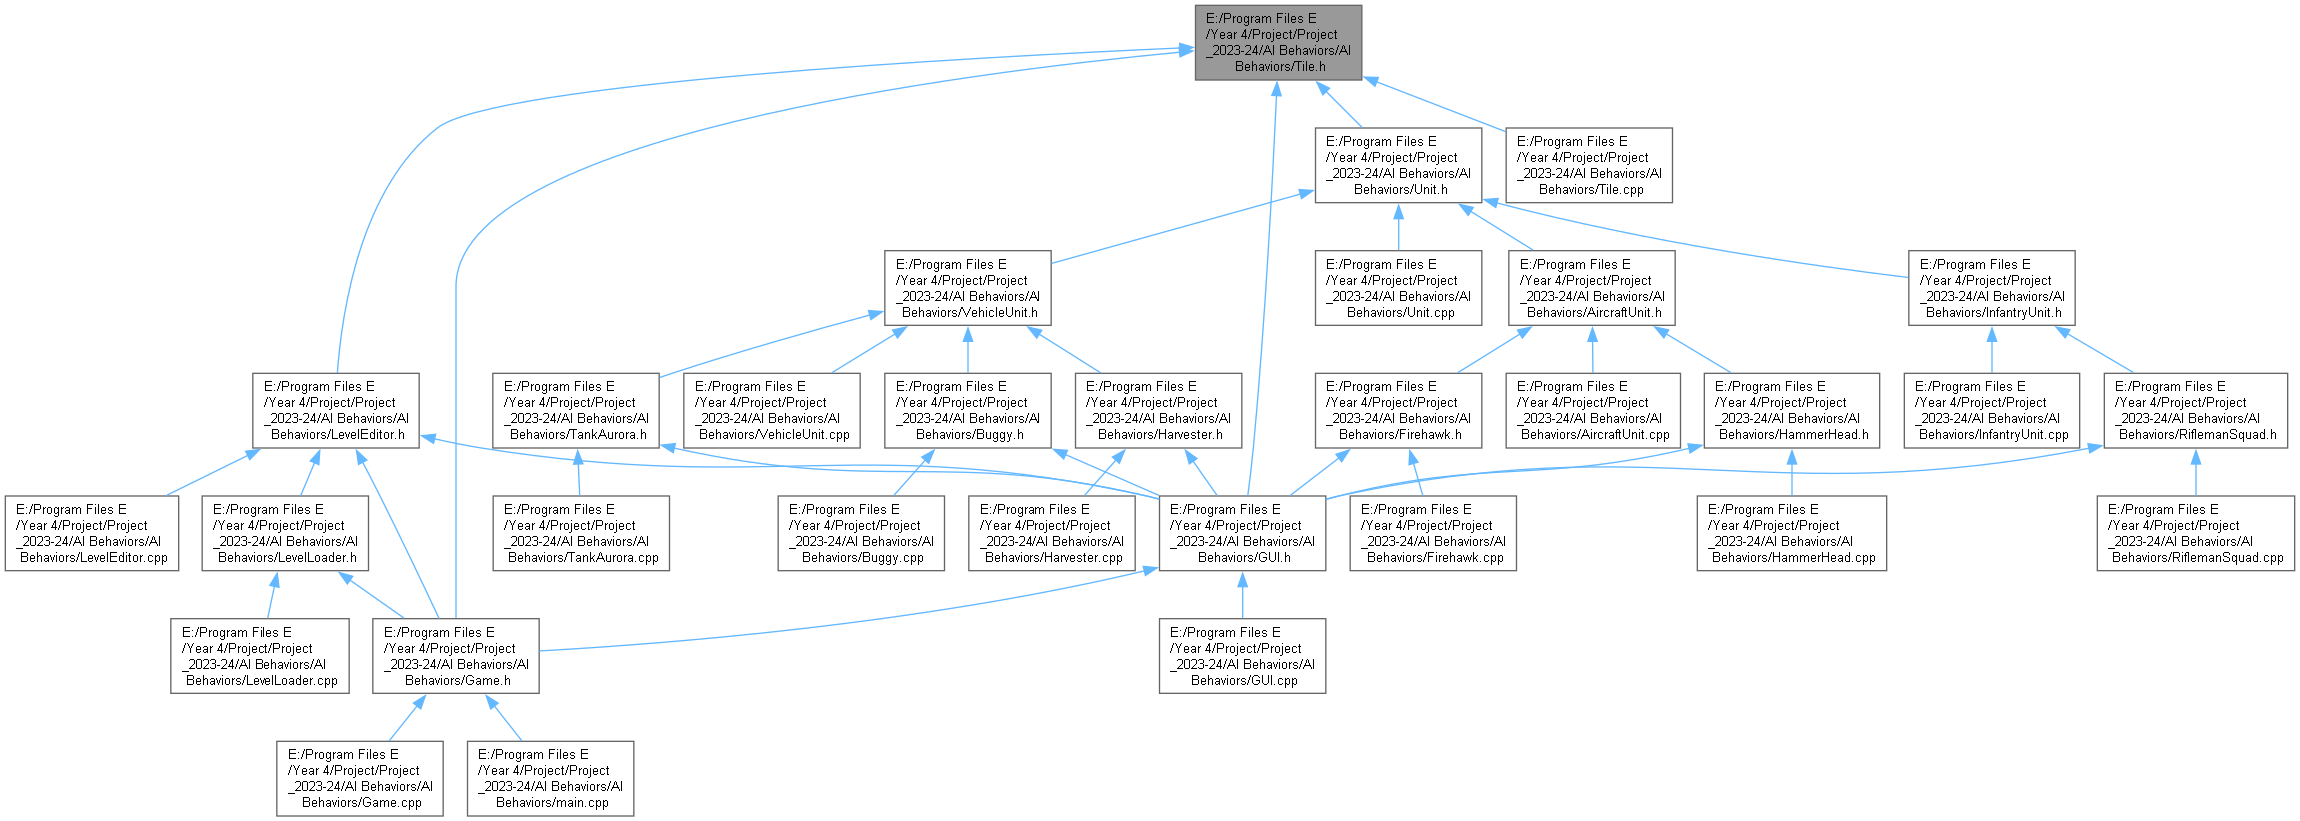 E:/Program Files E
/Year 4/Project/Project
_2023-24/AI Behaviors/AI
Behaviors/Tile.h
E:/Program Files E
/Year 4/Project/Project
_2023-24/AI Behaviors/AI
Behaviors/Unit.h
E:/Program Files E
/Year 4/Project/Project
_2023-24/AI Behaviors/AI
Behaviors/Tile.cpp
E:/Program Files E
/Year 4/Project/Project
_2023-24/AI Behaviors/AI
Behaviors/VehicleUnit.h
E:/Program Files E
/Year 4/Project/Project
_2023-24/AI Behaviors/AI
Behaviors/Unit.cpp
E:/Program Files E
/Year 4/Project/Project
_2023-24/AI Behaviors/AI
Behaviors/AircraftUnit.h
E:/Program Files E
/Year 4/Project/Project
_2023-24/AI Behaviors/AI
Behaviors/InfantryUnit.h
E:/Program Files E
/Year 4/Project/Project
_2023-24/AI Behaviors/AI
Behaviors/LevelEditor.h
E:/Program Files E
/Year 4/Project/Project
_2023-24/AI Behaviors/AI
Behaviors/TankAurora.h
E:/Program Files E
/Year 4/Project/Project
_2023-24/AI Behaviors/AI
Behaviors/VehicleUnit.cpp
E:/Program Files E
/Year 4/Project/Project
_2023-24/AI Behaviors/AI
Behaviors/Buggy.h
E:/Program Files E
/Year 4/Project/Project
_2023-24/AI Behaviors/AI
Behaviors/Harvester.h
E:/Program Files E
/Year 4/Project/Project
_2023-24/AI Behaviors/AI
Behaviors/Firehawk.h
E:/Program Files E
/Year 4/Project/Project
_2023-24/AI Behaviors/AI
Behaviors/AircraftUnit.cpp
E:/Program Files E
/Year 4/Project/Project
_2023-24/AI Behaviors/AI
Behaviors/HammerHead.h
E:/Program Files E
/Year 4/Project/Project
_2023-24/AI Behaviors/AI
Behaviors/InfantryUnit.cpp
E:/Program Files E
/Year 4/Project/Project
_2023-24/AI Behaviors/AI
Behaviors/RiflemanSquad.h
E:/Program Files E
/Year 4/Project/Project
_2023-24/AI Behaviors/AI
Behaviors/LevelEditor.cpp
E:/Program Files E
/Year 4/Project/Project
_2023-24/AI Behaviors/AI
Behaviors/LevelLoader.h
E:/Program Files E
/Year 4/Project/Project
_2023-24/AI Behaviors/AI
Behaviors/TankAurora.cpp
E:/Program Files E
/Year 4/Project/Project
_2023-24/AI Behaviors/AI
Behaviors/Buggy.cpp
E:/Program Files E
/Year 4/Project/Project
_2023-24/AI Behaviors/AI
Behaviors/Harvester.cpp
E:/Program Files E
/Year 4/Project/Project
_2023-24/AI Behaviors/AI
Behaviors/GUI.h
E:/Program Files E
/Year 4/Project/Project
_2023-24/AI Behaviors/AI
Behaviors/Firehawk.cpp
E:/Program Files E
/Year 4/Project/Project
_2023-24/AI Behaviors/AI
Behaviors/HammerHead.cpp
E:/Program Files E
/Year 4/Project/Project
_2023-24/AI Behaviors/AI
Behaviors/RiflemanSquad.cpp
E:/Program Files E
/Year 4/Project/Project
_2023-24/AI Behaviors/AI
Behaviors/LevelLoader.cpp
E:/Program Files E
/Year 4/Project/Project
_2023-24/AI Behaviors/AI
Behaviors/Game.h
E:/Program Files E
/Year 4/Project/Project
_2023-24/AI Behaviors/AI
Behaviors/GUI.cpp
E:/Program Files E
/Year 4/Project/Project
_2023-24/AI Behaviors/AI
Behaviors/Game.cpp
E:/Program Files E
/Year 4/Project/Project
_2023-24/AI Behaviors/AI
Behaviors/main.cpp